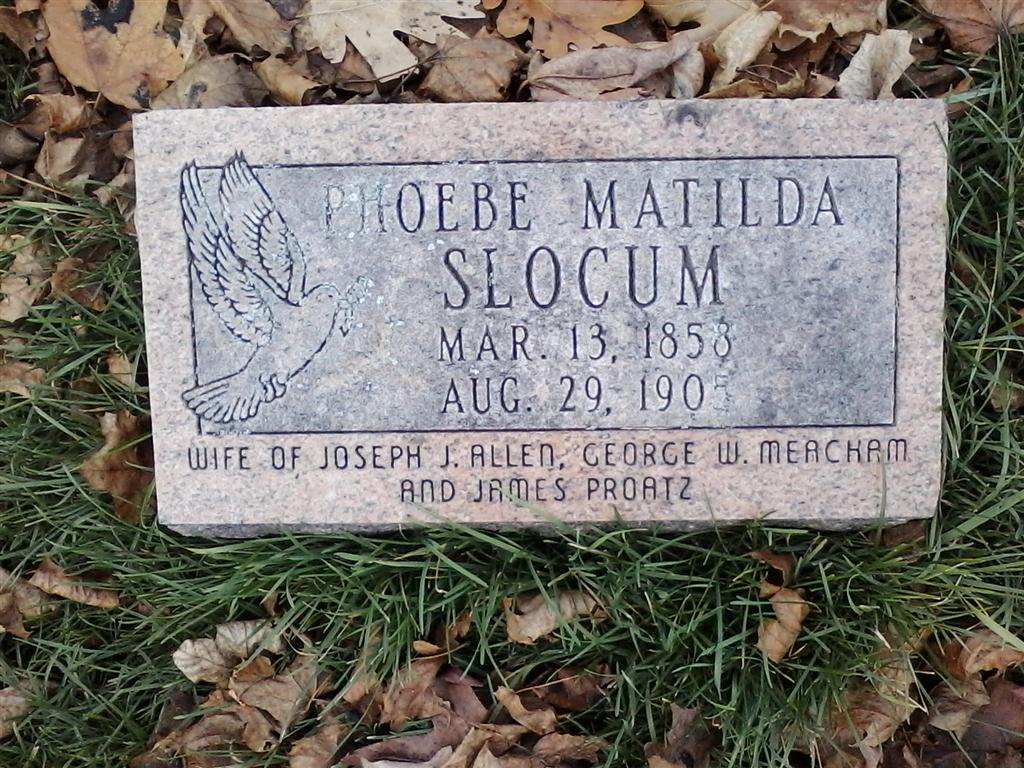 PHOEBE MATILDA
SLOCUM
MAR. 13, 1858
AUG. 29, 1905
WIFE OF JOSEPH J. ALLEN, GEORGE W. MEACHAM
AND JAMES PROATZ